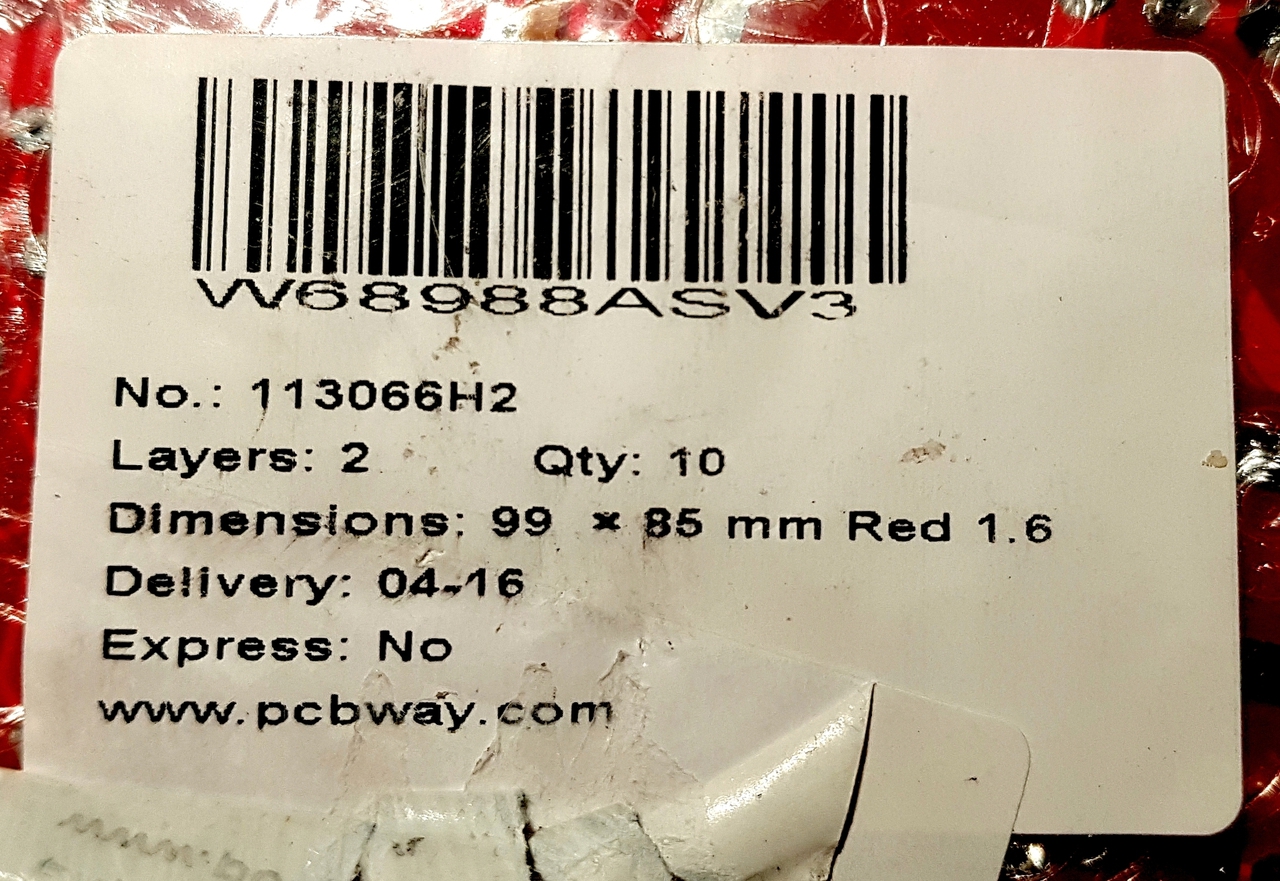 W68988ASV3
No.: 113066H2
Layers: 2 Qty: 10
Dimensions: 99 × 85 mm Red 1.6
Delivery: 04-16
Express: No
www.pcbway.com